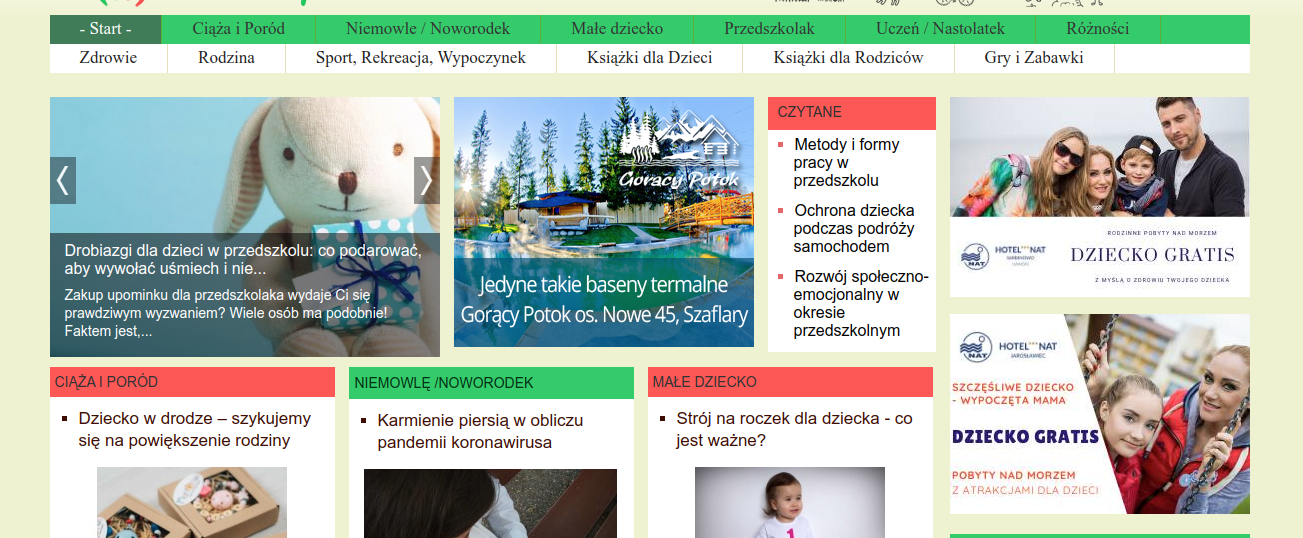 - Start -
Ciąża i Poród
Niemowle / Noworodek
Małe dziecko
Przedszkolak
Uczeń / Nastolatek
Różności
Zdrowie
Rodzina
Sport, Rekreacja, Wypoczynek
Książki dla Dzieci
Książki dla Rodziców
Gry i Zabawki
Drobiazgi dla dzieci w przedszkolu: co podarować,
aby wywołać uśmiech i nie...
Zakup upominku dla przedszkolaka wydaje Ci się
prawdziwym wyzwaniem? Wiele osób ma podobnie!
Faktem jest,...
Gorący Potok
Jedyne takie baseny termalne
Gorący Potok os. Nowe 45, Szaflary
CZYTANE
Metody i formy
pracy w
przedszkolu
Ochrona dziecka
podczas podróży
samochodem
Rozwój społeczno-
emocjonalny w
okresie
przedszkolnym
RODZINNE POBYTY NAD MORZEM
NAT
HOTEL***NAT
DZIECKO GRATIS
Z MYŚLĄ O ZDROWIU TWOJEGO DZIECKA
NAT
HOTEL***NAT
JAROSŁAWIEC
SZCZĘŚLIWE DZIECKO
- WYPOCZĘTA MAMA
DZIECKO GRATIS
POBYTY NAD MORZEM
Z ATRAKCJAMI DLA DZIECI
CIĄŻA I PORÓD
Dziecko w drodze – szykujemy
się na powiększenie rodziny
NIEMOWLĘ /NOWORODEK
Karmienie piersią w obliczu
pandemii koronawirusa
MAŁE DZIECKO
Strój na roczek dla dziecka - co
jest ważne?
1